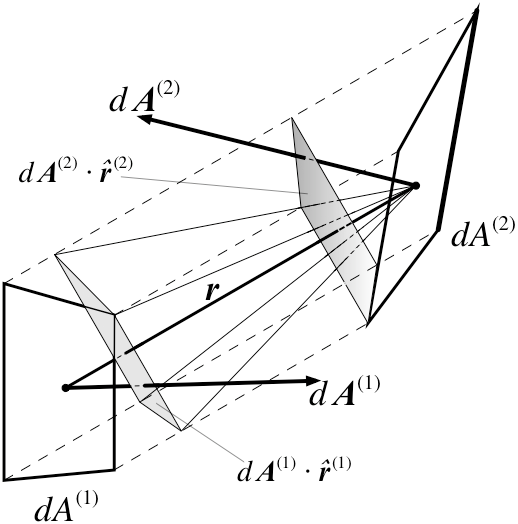 d𝑨⁽²⁾
d𝑨⁽²⁾ · r̂⁽²⁾
dA⁽²⁾
r
d𝑨⁽¹⁾
d𝑨⁽¹⁾ · r̂⁽¹⁾
dA⁽¹⁾